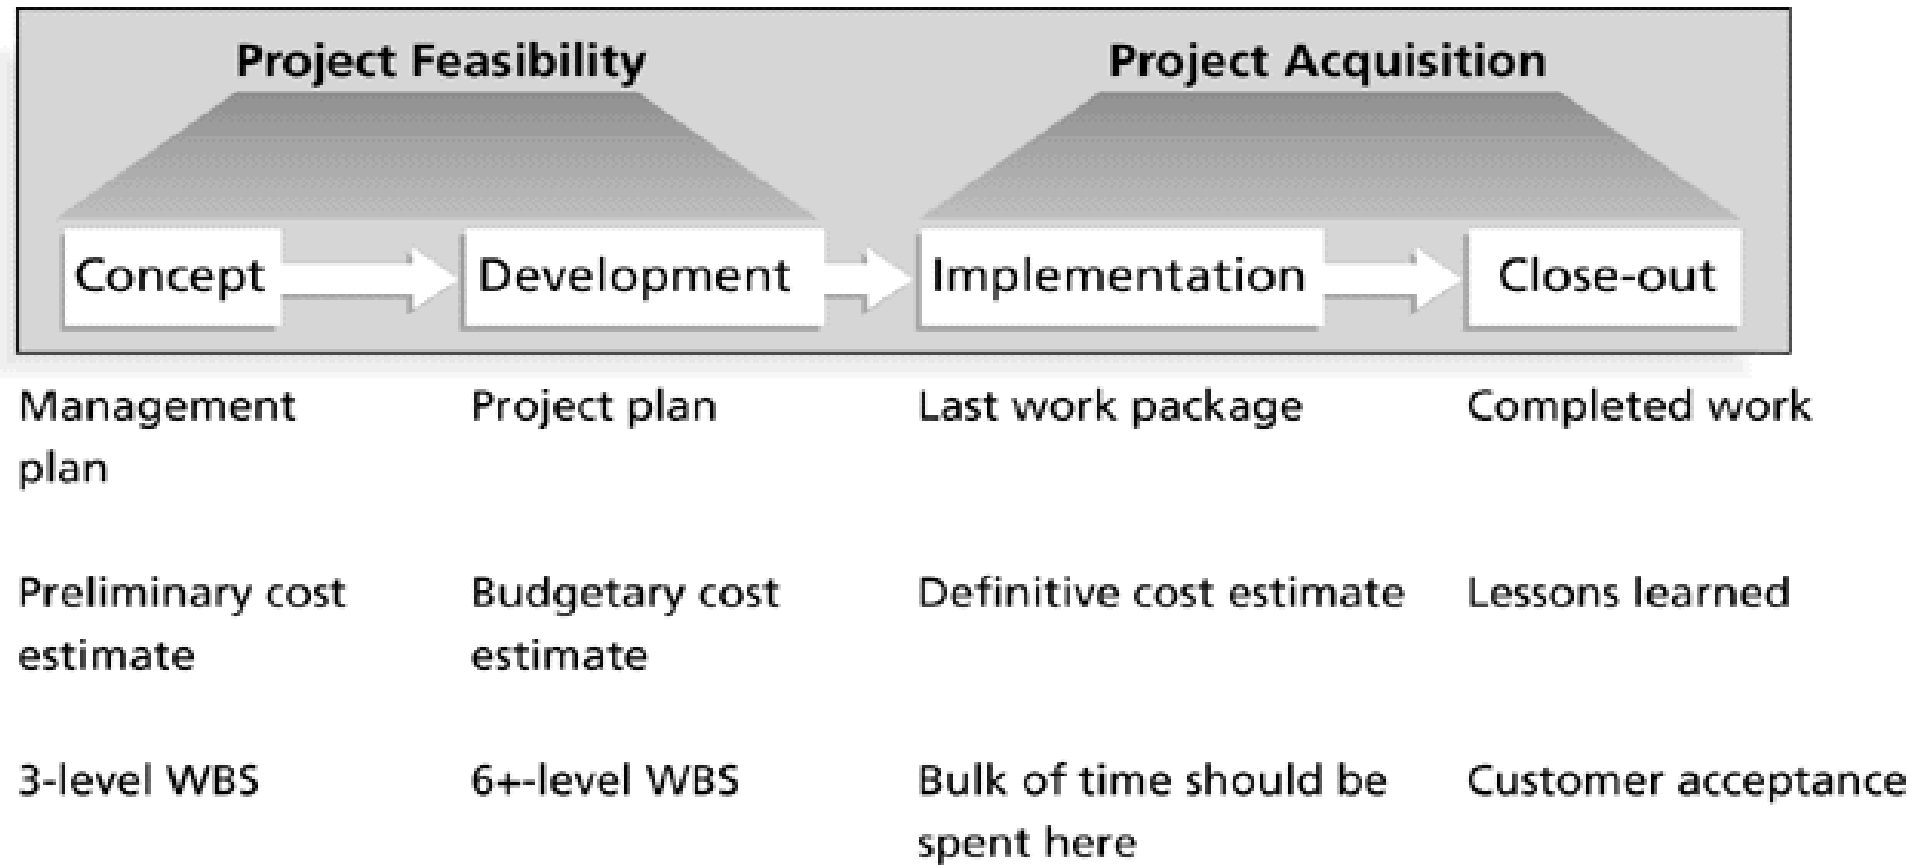 Project Feasibility
Project Acquisition
Concept
Development
Implementation
Close-out
Management
plan
Project plan
Last work package
Completed work
Preliminary cost
estimate
Budgetary cost
estimate
Definitive cost estimate
Lessons learned
3-level WBS
6+-level WBS
Bulk of time should be
spent here
Customer acceptance